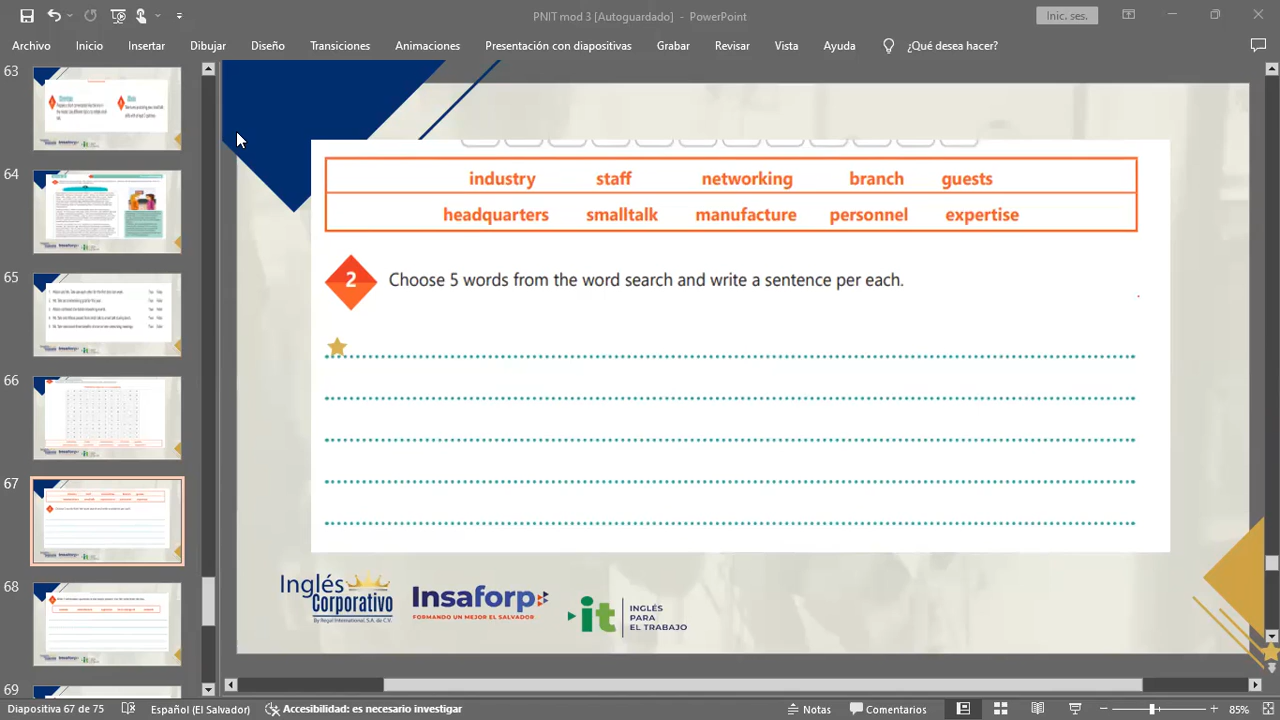 PNIT mod 3 [Autoguardado] - PowerPoint
Inic. ses.
Archivo Inicio Insertar Dibujar Diseño Transiciones Animaciones Presentación con diapositivas Grabar Revisar Vista Ayuda ¿Qué desea hacer?
63
64
65
66
67
68
69
industry staff networking branch guests
headquarters smalltalk manufacture personnel expertise
2 Choose 5 words from the word search and write a sentence per each.
Inglés Corporativo
By Regal International, S.A. de C.V.
Insaforp
FORMANDO UN MEJOR EL SALVADOR
it
INGLÉS
PARA
EL TRABAJO
Diapositiva 67 de 75 Español (El Salvador) Accesibilidad: es necesario investigar Notas Comentarios 85%